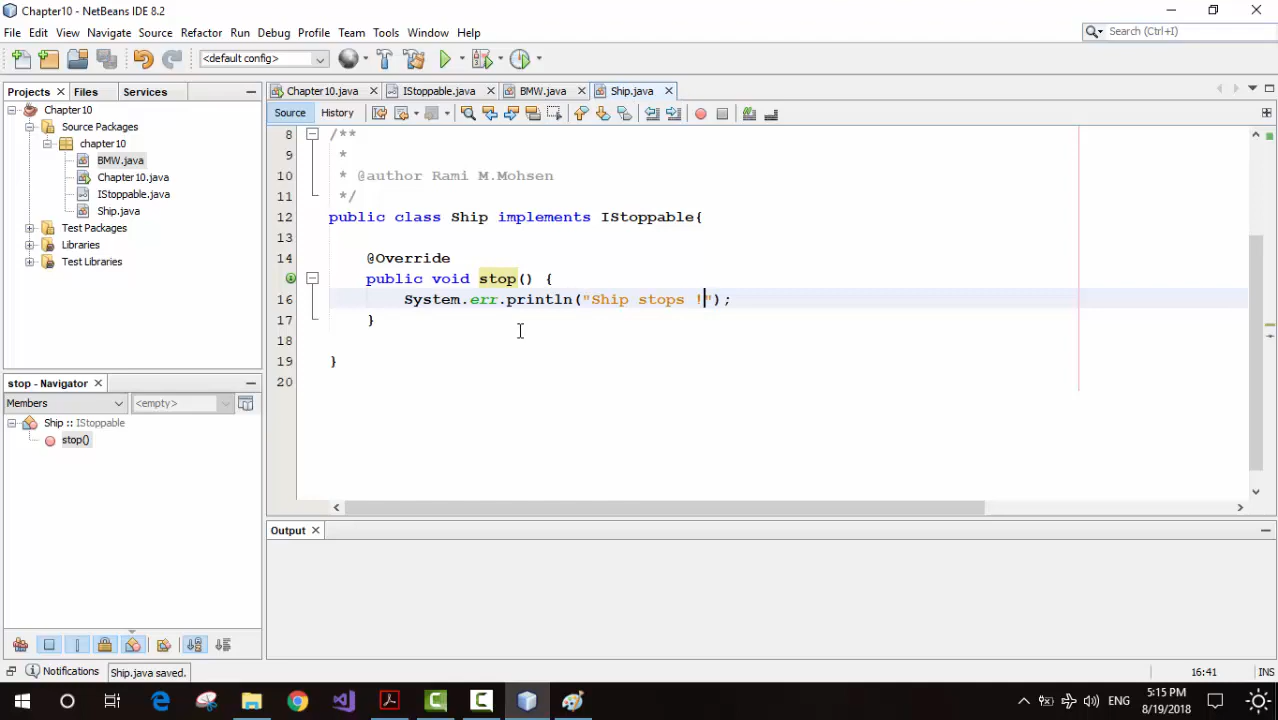 Chapter10 - NetBeans IDE 8.2
File Edit View Navigate Source Refactor Run Debug Profile Team Tools Window Help
Search (Ctrl+I)
<default config>
Projects Files Services
Chapter10.java IStoppable.java BMW.java Ship.java
Source History
Chapter10
Source Packages
chapter10
BMW.java
Chapter10.java
IStoppable.java
Ship.java
Test Packages
Libraries
Test Libraries
8 /**
9 *
10 * @author Rami M.Mohsen
11 */
12 public class Ship implements IStoppable{
13
14 @Override
15 public void stop() {
16 System.err.println("Ship stops !");
17 }
18
19 }
20
stop - Navigator
Members <empty>
Ship :: IStoppable
stop()
Output
Notifications Ship.java saved. 16:41 INS
ENG
5:15 PM
8/19/2018